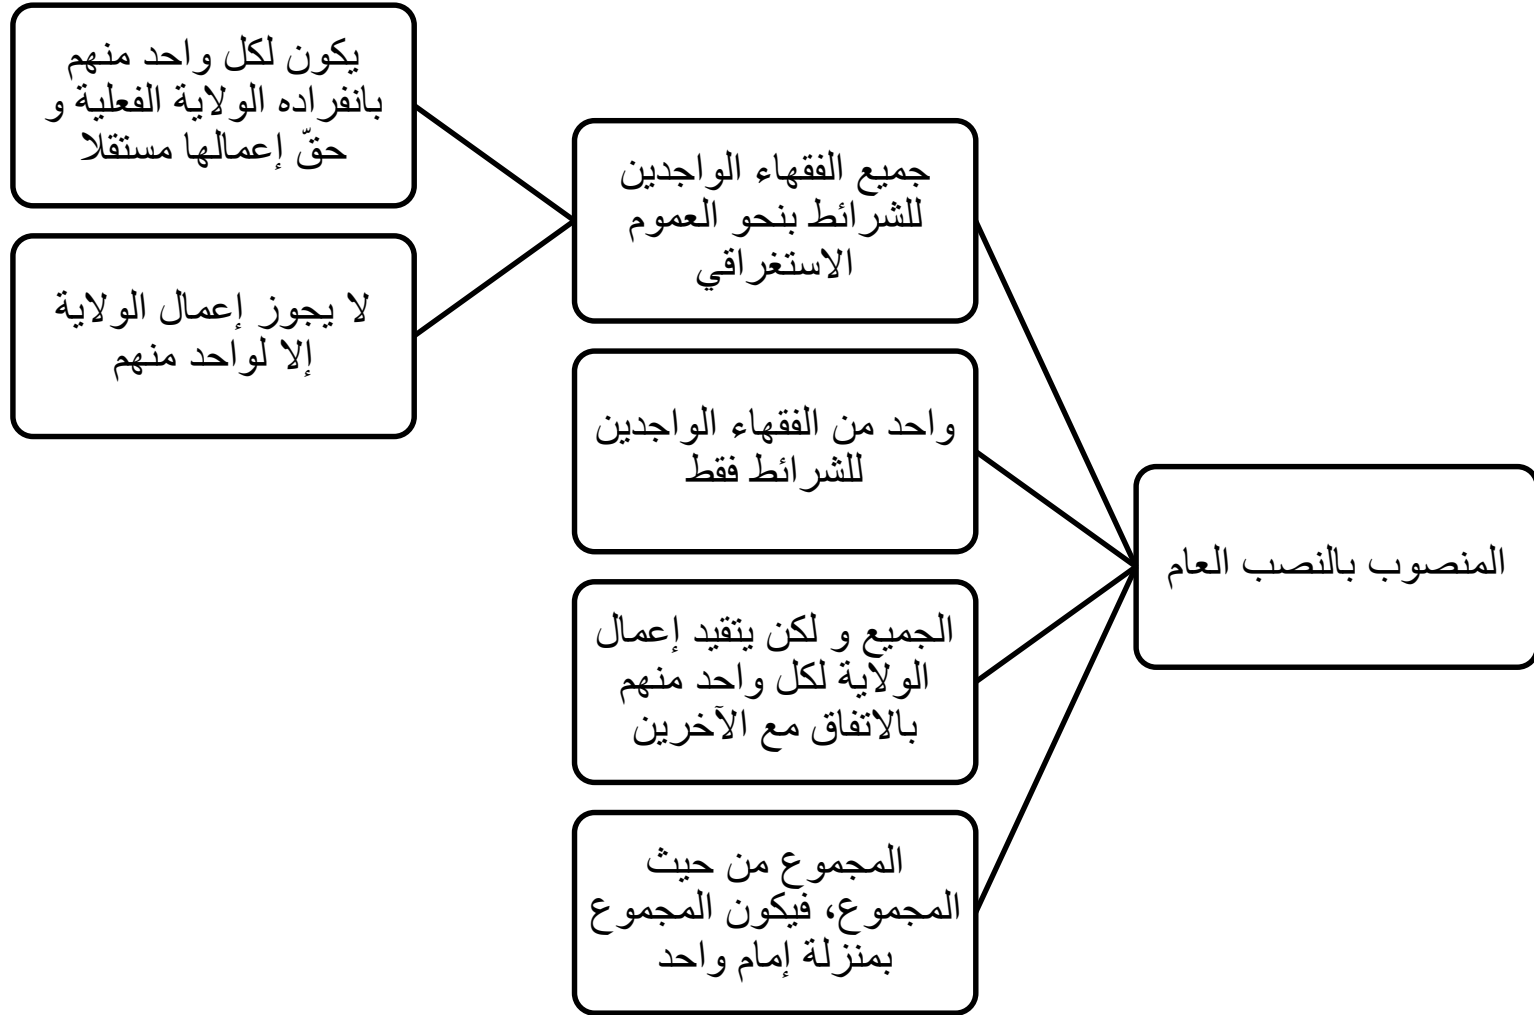 المنصوب بالنصب العام
جميع الفقهاء الواجدين
للشرائط بنحو العموم
الاستغراقي
يكون لكل واحد منهم
بانفراده الولاية الفعلية و
حقّ إعمالها مستقلا
لا يجوز إعمال الولاية
إلا لواحد منهم
واحد من الفقهاء الواجدين
للشرائط فقط
الجميع و لكن يتقيد إعمال
الولاية لكل واحد منهم
بالاتفاق مع الآخرين
المجموع من حيث
المجموع، فيكون المجموع
بمنزلة إمام واحد